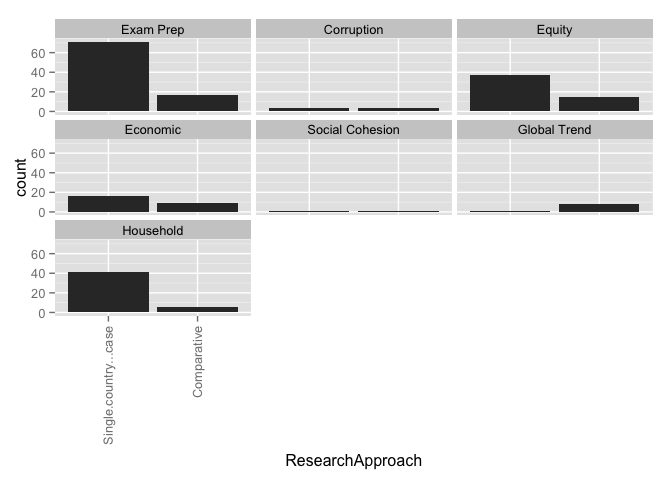 Exam Prep Corruption Equity
60
40
20
0
Economic Social Cohesion Global Trend
60
40
20
0
Household
60
40
20
0
count
Single.country...case
Comparative
ResearchApproach